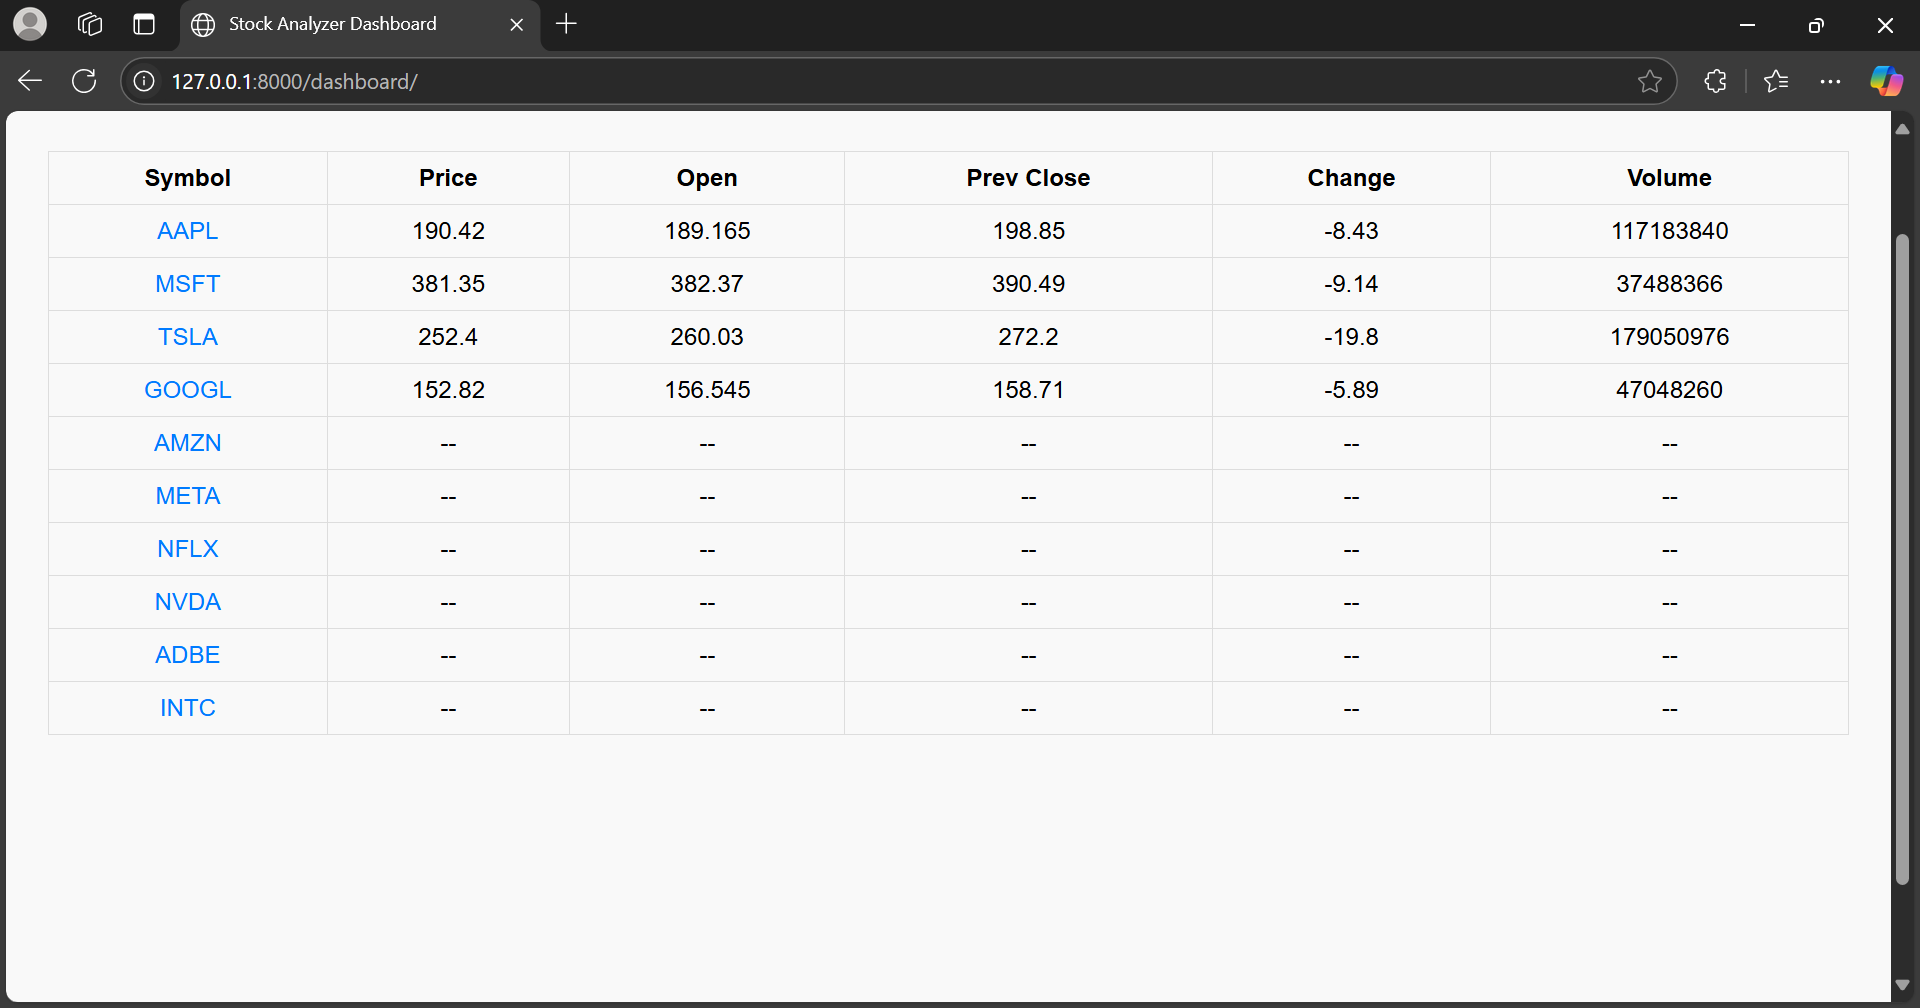 Stock Analyzer Dashboard
127.0.0.1:8000/dashboard/
Symbol Price Open Prev Close Change Volume
AAPL 190.42 189.165 198.85 -8.43 117183840
MSFT 381.35 382.37 390.49 -9.14 37488366
TSLA 252.4 260.03 272.2 -19.8 179050976
GOOGL 152.82 156.545 158.71 -5.89 47048260
AMZN -- -- -- -- --
META -- -- -- -- --
NFLX -- -- -- -- --
NVDA -- -- -- -- --
ADBE -- -- -- -- --
INTC -- -- -- -- --